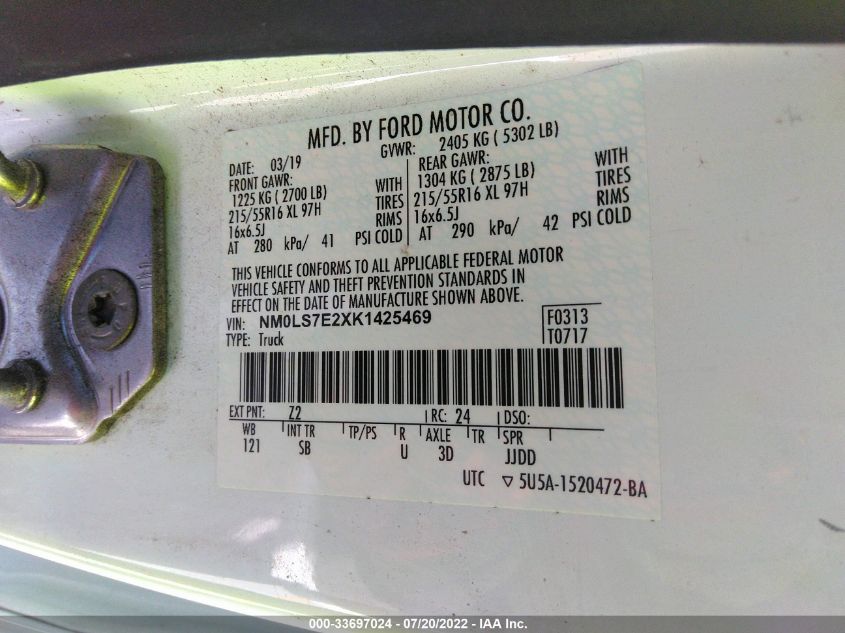 MFD. BY FORD MOTOR CO.
DATE: 03/19 GVWR: 2405 KG ( 5302 LB)
FRONT GAWR: REAR GAWR:
1225 KG ( 2700 LB) WITH 1304 KG ( 2875 LB) WITH
215/55R16 XL 97H TIRES 215/55R16 XL 97H TIRES
16x6.5J RIMS 16x6.5J RIMS
AT 280 kPa/ 41 PSI COLD AT 290 kPa/ 42 PSI COLD
THIS VEHICLE CONFORMS TO ALL APPLICABLE FEDERAL MOTOR
VEHICLE SAFETY AND THEFT PREVENTION STANDARDS IN
EFFECT ON THE DATE OF MANUFACTURE SHOWN ABOVE.
VIN: NM0LS7E2XK1425469 F0313
TYPE: Truck T0717
EXT PNT: Z2 RC: 24 DSO:
WB INT TR TP/PS R AXLE TR SPR
121 SB U 3D JJDD
UTC ▽ 5U5A-1520472-BA
000-33697024 - 07/20/2022 - IAA Inc.